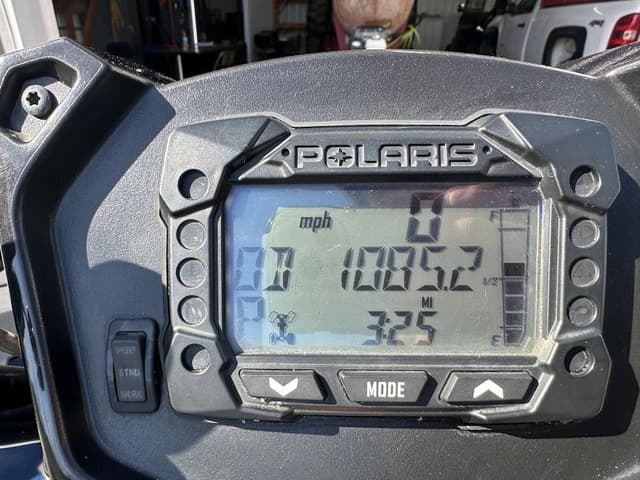 POLARIS
mph 0 F
OD 1085.2 1/2
MI
P 3:25 E
PERF
STND
WORK
MODE